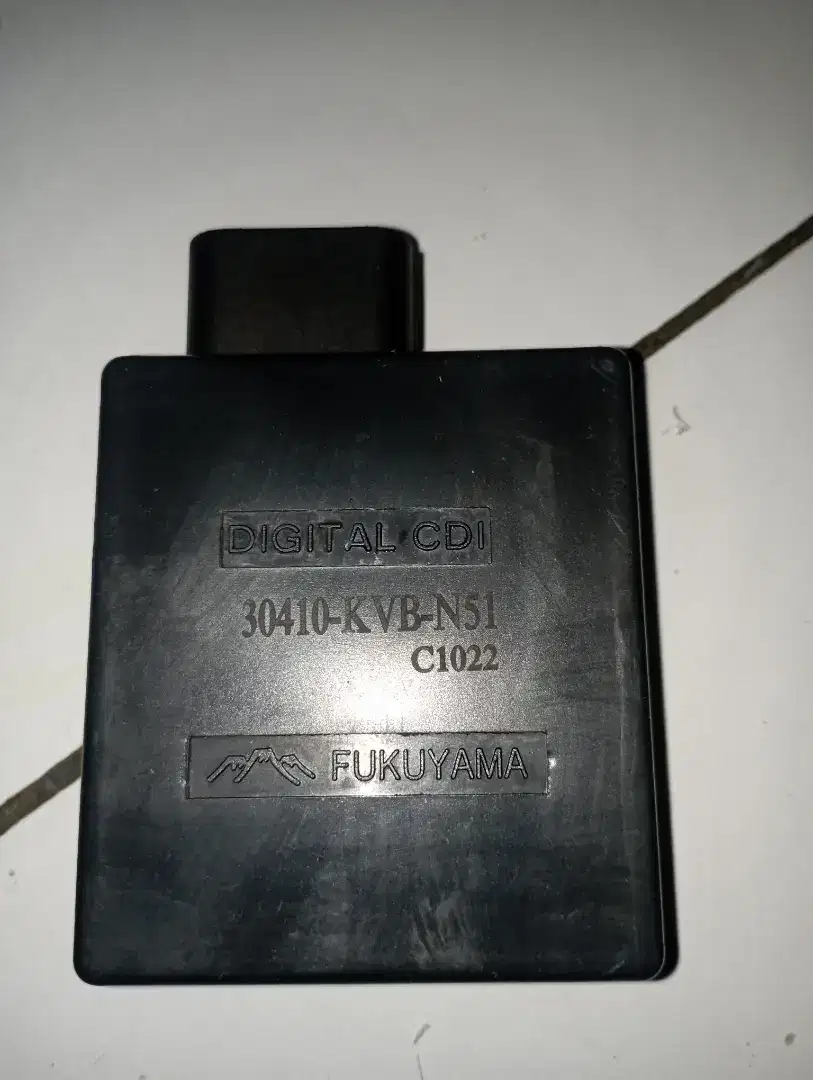 DIGITAL CDI
30410-KVB-N51
C1022
FUKUYAMA